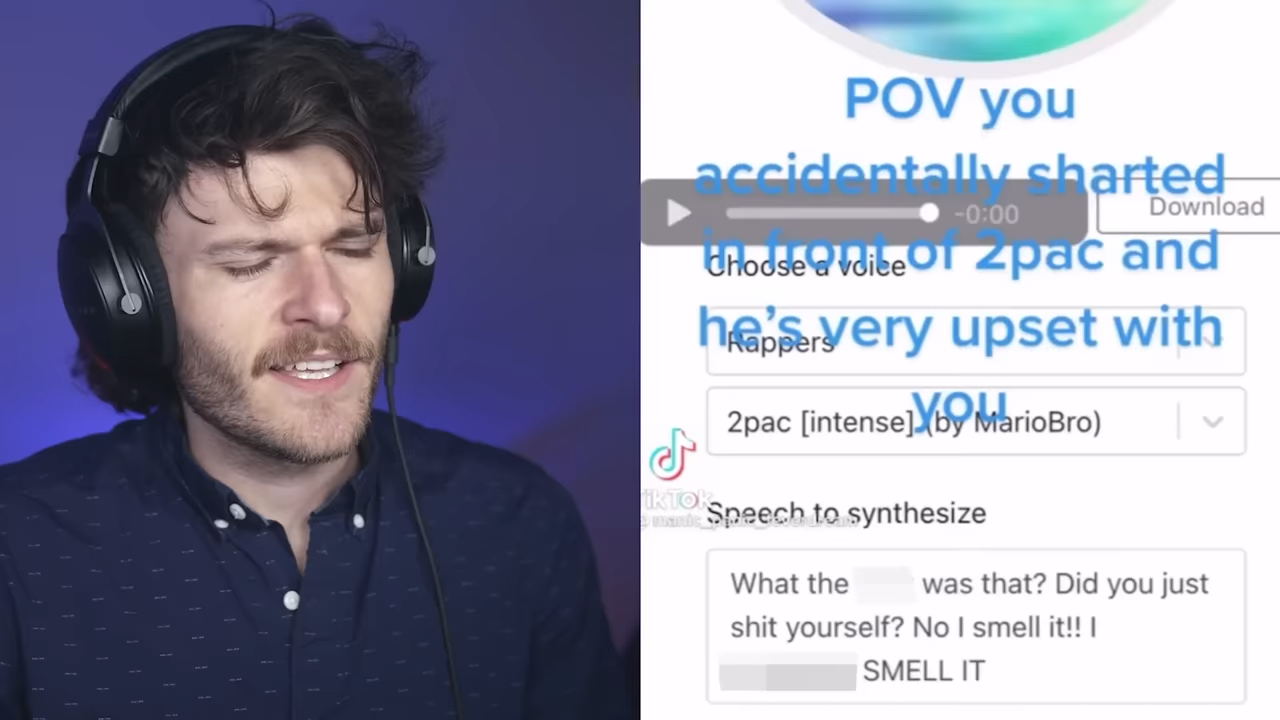 POV you
accidentally sharted
Download
-0:00
in front of 2pac and
Choose a voice
he's very upset with
Rappers
you
2pac [intense] (by MarioBro)
TikTok
Speech to synthesize
What the was that? Did you just
shit yourself? No I smell it!! I
SMELL IT